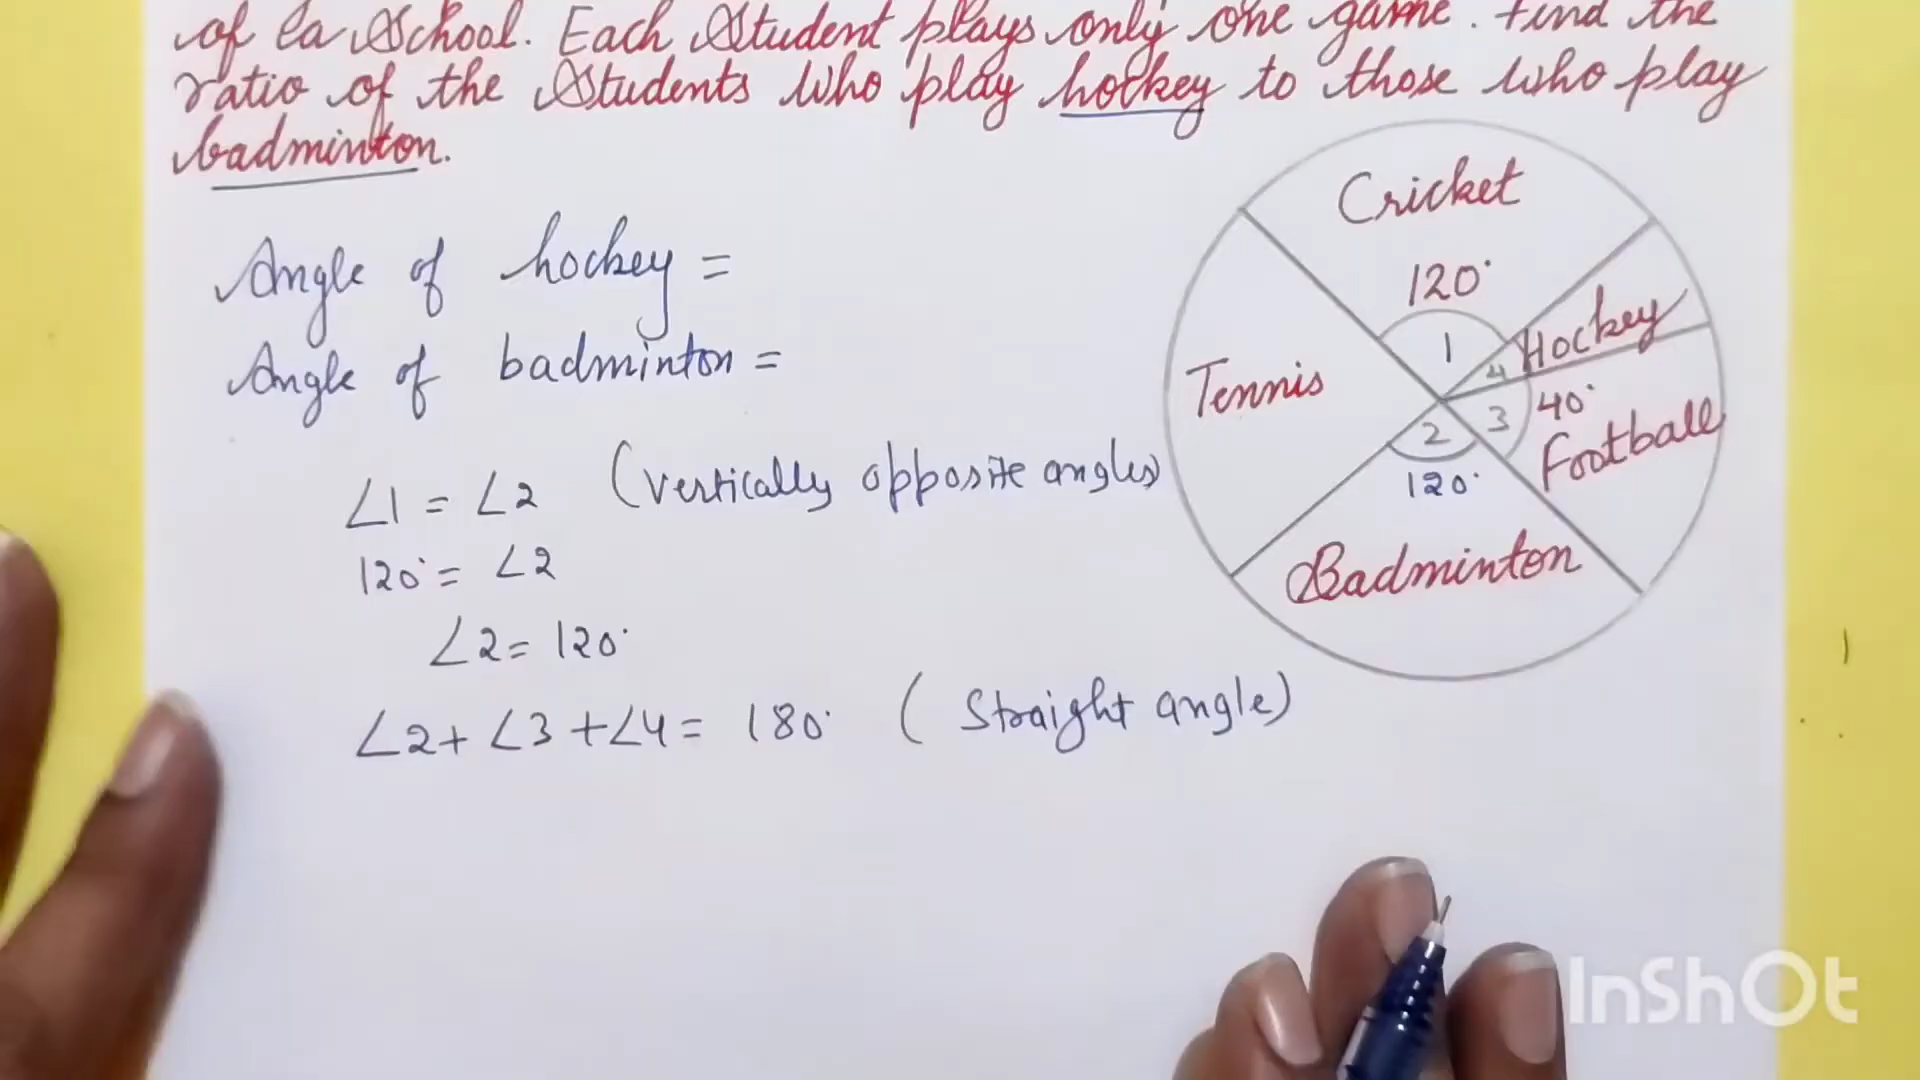 of a School. Each Student plays only one game. Find the
ratio of the Students who play hockey to those who play
badminton.
Angle of hockey =
Angle of badminton =
∠1 = ∠2 (vertically opposite angles)
120° = ∠2
∠2 = 120°
∠2 + ∠3 + ∠4 = 180° (Straight angle)
Cricket
120°
1
Hockey
4
Tennis
40°
3
Football
2
120°
Badminton
InShOt